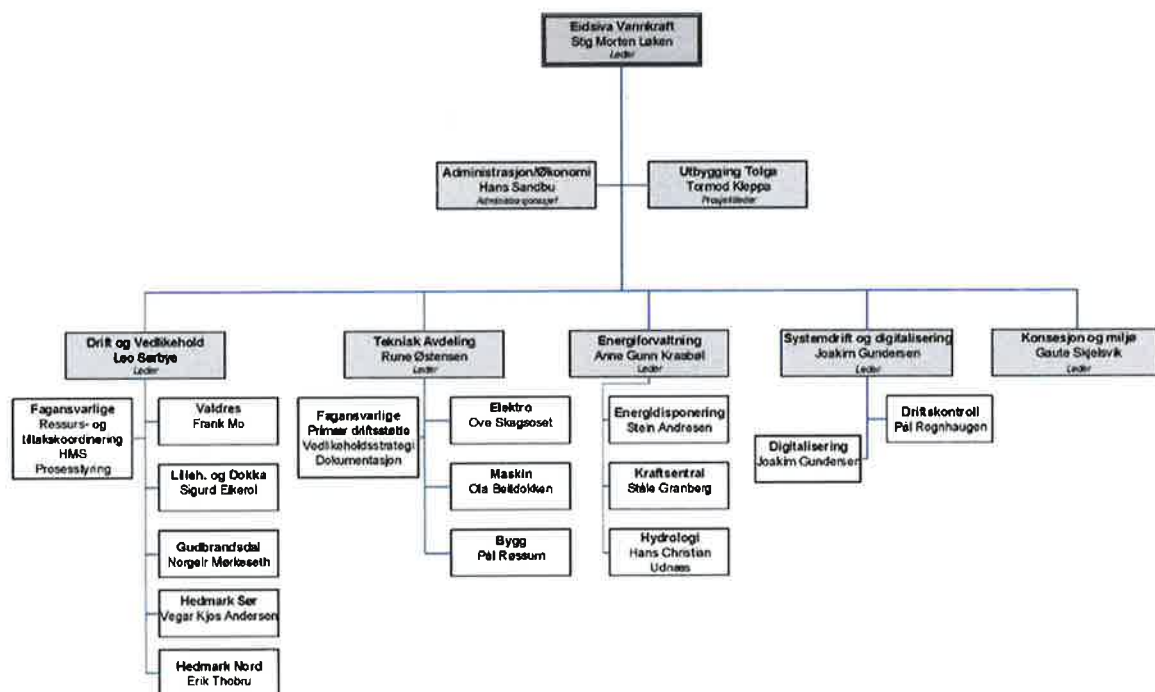 Eidsiva Vannkraft
Stig Morten Løken
Leder
Administrasjon/Økonomi
Hans Sandbu
Administrasjonssjef
Utbygging Tolga
Tormod Kleppa
Prosjektleder
Drift og Vedlikehold
Leo Sørbye
Leder
Teknisk Avdeling
Rune Østensen
Leder
Energiforvaltning
Anne Gunn Kraabøl
Leder
Systemdrift og digitalisering
Joakim Gundersen
Leder
Konsesjon og miljø
Gaute Skjelsvik
Leder
Fagansvarlige
Ressurs- og
tiltakskoordinering
HMS
Prosesstyring
Valdres
Frank Mo
Lilleh. og Dokka
Sigurd Eikerol
Gudbrandsdal
Norgeir Mørkeseth
Hedmark Sør
Vegar Kjos Andersen
Hedmark Nord
Erik Thobru
Fagansvarlige
Primær driftsstøtte
Vedlikeholdsstrategi
Dokumentasjon
Elektro
Ove Skagsoset
Maskin
Ola Beitdokken
Bygg
Pål Røssum
Energidisponering
Stein Andresen
Kraftsentral
Ståle Granberg
Hydrologi
Hans Christian
Udnæs
Digitalisering
Joakim Gundersen
Driftskontroll
Pål Rognhaugen